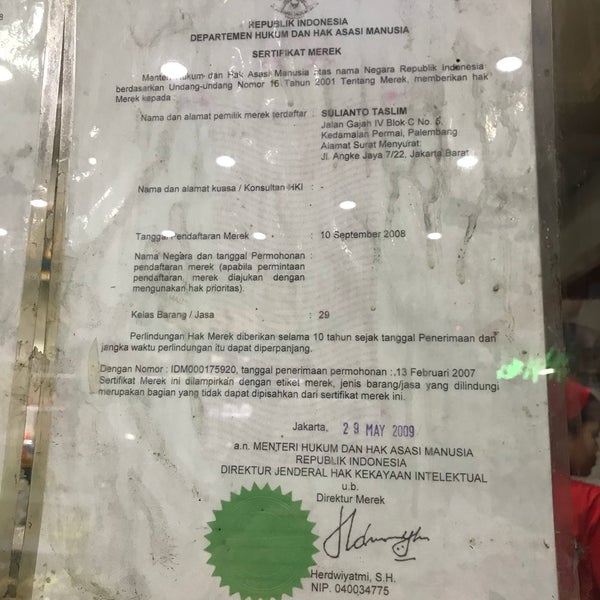 REPUBLIK INDONESIA
DEPARTEMEN HUKUM DAN HAK ASASI MANUSIA
SERTIFIKAT MEREK
Menteri Hukum dan Hak Asasi Manusia atas nama Negara Republik Indonesia
berdasarkan Undang-undang Nomor 16 Tahun 2001 Tentang Merek, memberikan hak
Merek kepada :
Nama dan alamat pemilik merek terdaftar : SULIANTO TASLIM
Jalan Gajah IV Blok C No. 5,
Kedamaian Permai, Palembang
Alamat Surat Menyurat:
Jl. Angke Jaya 7/22, Jakarta Barat
Nama dan alamat kuasa / Konsultan HKI : -
Tanggal Pendaftaran Merek : 10 September 2008
Nama Negara dan tanggal Permohonan :
pendaftaran merek (apabila permintaan
pendaftaran merek diajukan dengan
mengunakan hak prioritas).
Kelas Barang / Jasa : 29
Perlindungan Hak Merek diberikan selama 10 tahun sejak tanggal Penerimaan dan
jangka waktu perlindungan itu dapat diperpanjang.
Dengan Nomor : IDM000175920, tanggal penerimaan permohonan : 13 Februari 2007
Sertifikat Merek ini dilampirkan dengan etiket merek, jenis barang/jasa yang dilindungi
merupakan bagian yang tidak dapat dipisahkan dari sertifikat merek ini.
Jakarta, 29 MAY 2009
a.n. MENTERI HUKUM DAN HAK ASASI MANUSIA
REPUBLIK INDONESIA
DIREKTUR JENDERAL HAK KEKAYAAN INTELEKTUAL
u.b.
Direktur Merek
Herdwiyatmi, S.H.
NIP. 040034775